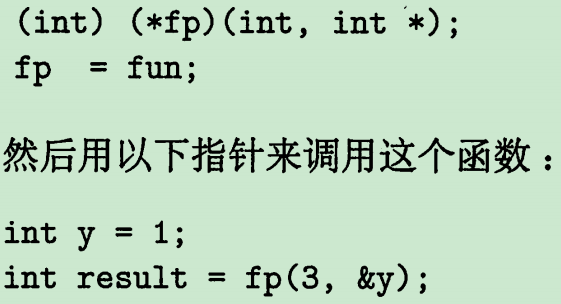 (int) (*fp)(int, int *);
fp  = fun;
然后用以下指针来调用这个函数：
int y = 1;
int result = fp(3, &y);